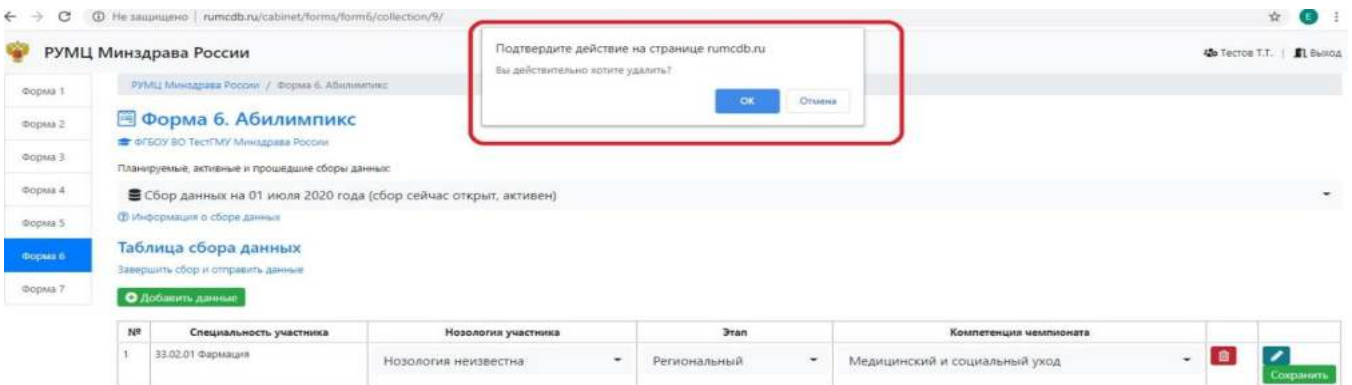 Не защищено | rumcdb.ru/cabinet/forms/form6/collection/9/
E
РУМЦ Минздрава России
Тестов Т.Т. | Выход
Подтвердите действие на странице rumcdb.ru
Вы действительно хотите удалить?
ОК Отмена
Форма 1
Форма 2
Форма 3
Форма 4
Форма 5
Форма 6
Форма 7
РУМЦ Минздрава России / Форма 6. Абилимпикс
Форма 6. Абилимпикс
ФГБОУ ВО ТестГМУ Минздрава России
Планируемые, активные и прошедшие сборы данных:
Сбор данных на 01 июля 2020 года (сбор сейчас открыт, активен)
Информация о сборе данных
Таблица сбора данных
Завершить сбор и отправить данные
Добавить данные
№ Специальность участника Нозология участника Этап Компетенция чемпионата
1 33.02.01 Фармация Нозология неизвестна Региональный Медицинский и социальный уход
Сохранить